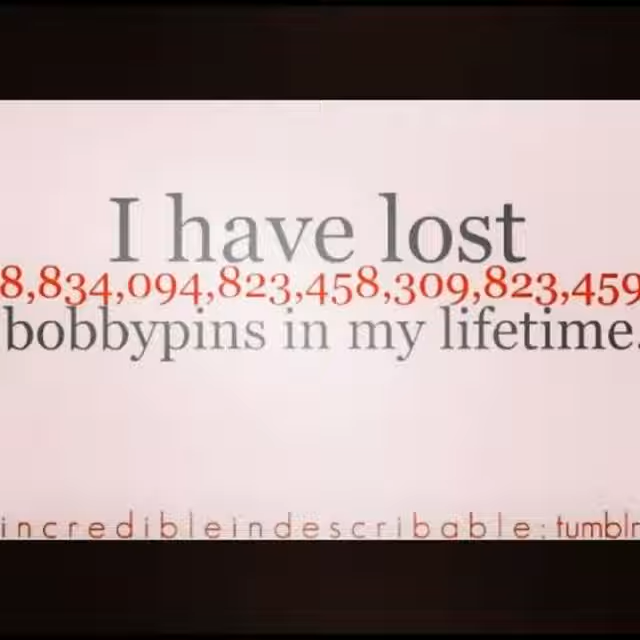 I have lost
8,834,094,823,458,309,823,459
bobbypins in my lifetime.
incredibleindescribable:tumblr